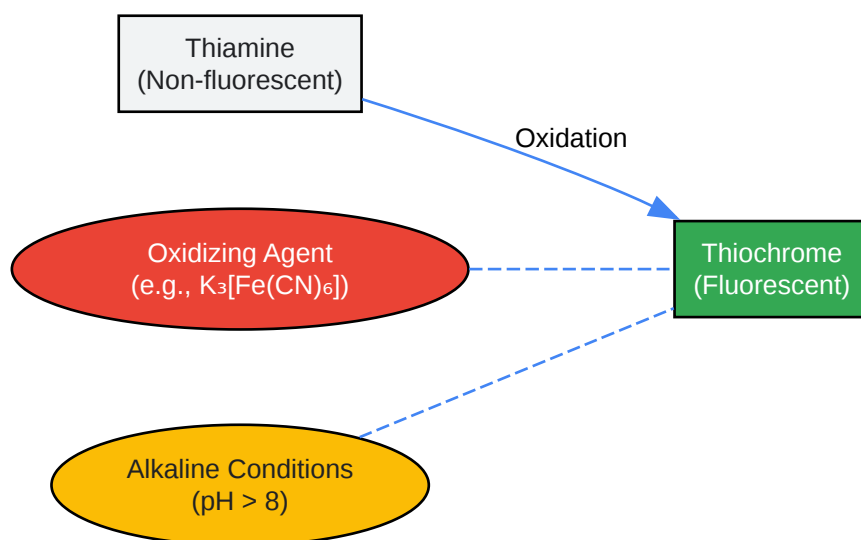 Thiamine
(Non-fluorescent)
Oxidation
Oxidizing Agent
(e.g., K₃[Fe(CN)₆])
Thiochrome
(Fluorescent)
Alkaline Conditions
(pH > 8)